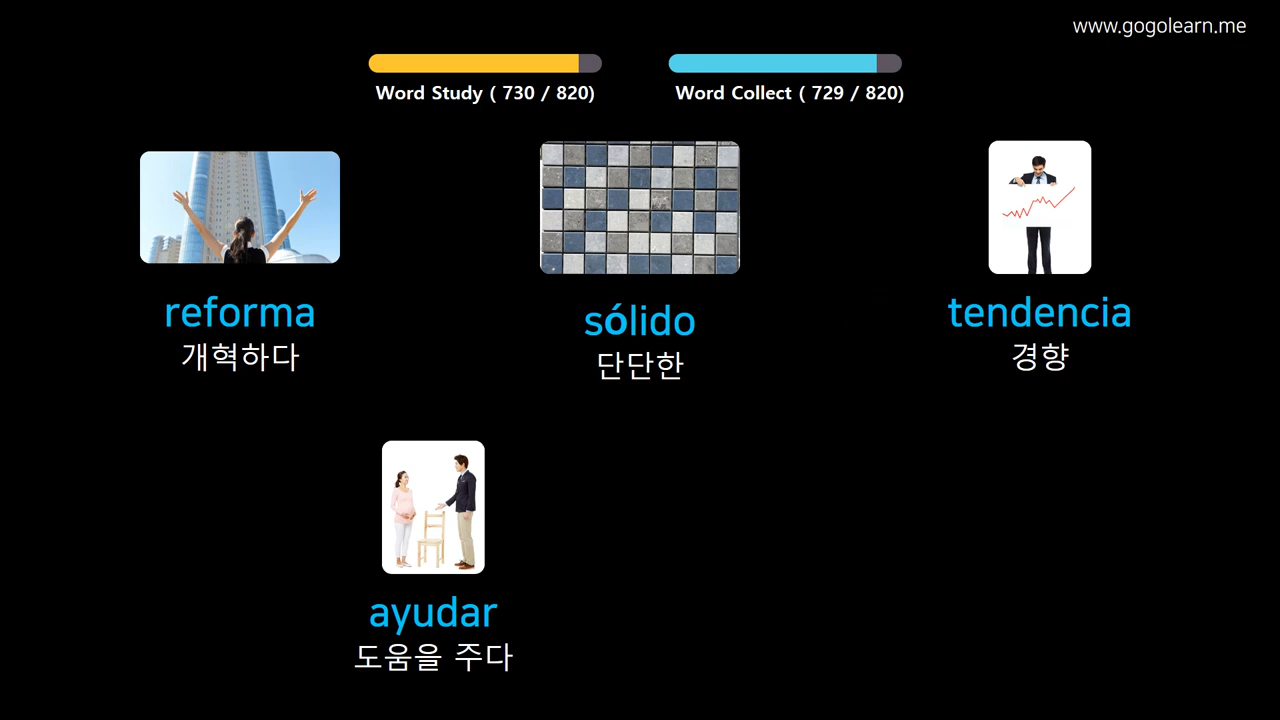 www.gogolearn.me
Word Study ( 730 / 820)
Word Collect ( 729 / 820)
reforma
개혁하다
sólido
단단한
tendencia
경향
ayudar
도움을 주다